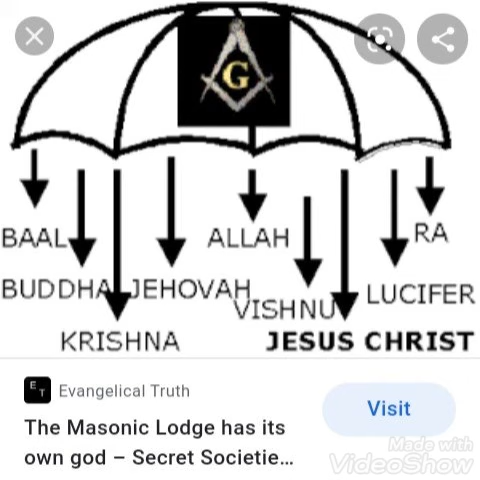 G
BAAL
ALLAH
RA
BUDDHA
JEHOVAH
VISHNU
LUCIFER
KRISHNA
JESUS CHRIST
E
T
Evangelical Truth
The Masonic Lodge has its
own god – Secret Societie...
Visit
Made with
VideoShow